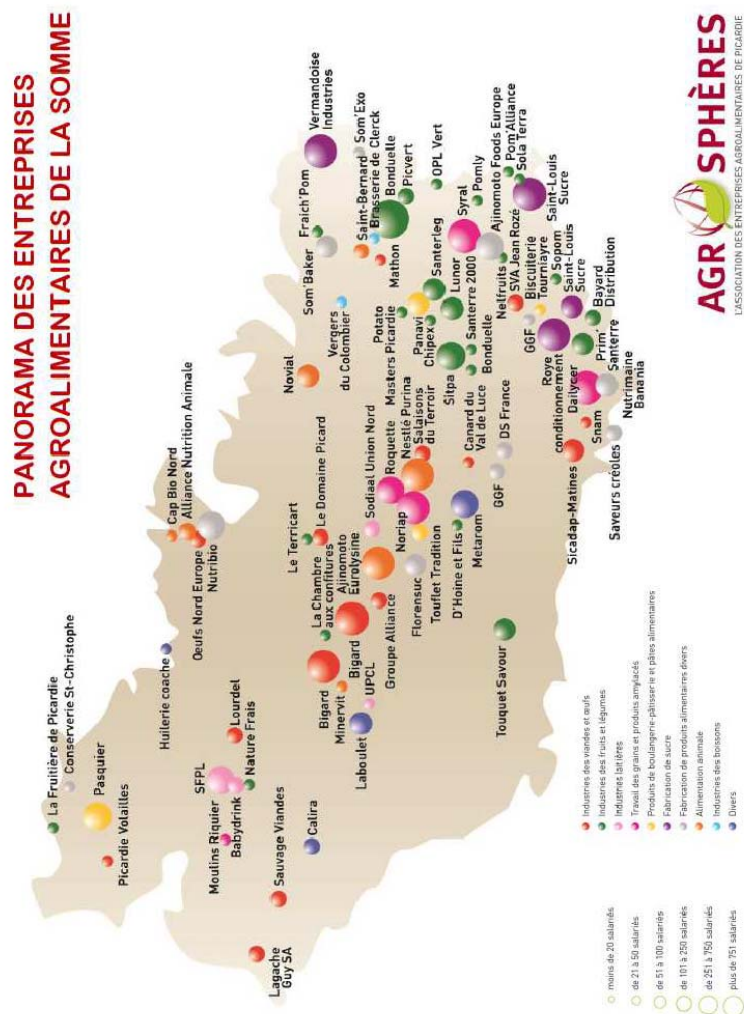 PANORAMA DES ENTREPRISES
AGROALIMENTAIRES DE LA SOMME
La Fruitière de Picardie
Conserverie St-Christophe
Pasquier
Picardie Volailles
Huilerie coache
Cap Bio Nord
Alliance Nutrition Animale
Œufs Nord Europe
Nutribio
SFPL
Lourdel
Moulins Riquier
Babydrink
Nature Frais
Sauvage Viandes
Calira
Lagache
Guy SA
Novial
Som'Baker
Fraich'Pom
Vermandoise
Industries
Som'Exo
Saint-Bernard
Brasserie de Clerck
Bonduelle
Picvert
Mathon
OPL Vert
Vergers
du Colombier
Le Terricart
Le Domaine Picard
La Chambre
aux confitures
Ajinomoto
Eurolysine
Bigard
Bigard
Minervit
UPCL
Laboulet
Groupe Alliance
Sodiaal Union Nord
Roquette
Nestlé Purina
Salaisons
du Terroir
Noriap
Florensuc
Touflet Tradition
D'Hoine et Fils
Metarom
Touquet Savour
Potato
Masters Picardie
Panavi
Chipex
Santerleg
Lunor
Sitpa
Santerre 2000
Bonduelle
Syral
Pomly
Ajinomoto Foods Europe
Pom'Alliance
Sola Terra
Saint-Louis
Sucre
Nelfruits
SVA Jean Rozé
Biscuiterie
Tourniayre
Sopom
Saint-Louis
Sucre
Bayard
Distribution
GGF
Canard du
Val de Luce
DS France
GGF
Roye
conditionnement
Prim'
Santerre
Dailycer
Nutrimaine
Banania
Snam
Sicadap-Matines
Saveurs créoles
moins de 20 salariés
de 21 à 50 salariés
de 51 à 100 salariés
de 101 à 250 salariés
de 251 à 750 salariés
plus de 751 salariés
Industries des viandes et œufs
Industries des fruits et légumes
Industries laitières
Travail des grains et produits amylacés
Produits de boulangerie-pâtisserie et pâtes alimentaires
Fabrication de sucre
Fabrication de produits alimentaires divers
Alimentation animale
Industries des boissons
Divers
AGR SPHÈRES
L'ASSOCIATION DES ENTREPRISES AGROALIMENTAIRES DE PICARDIE